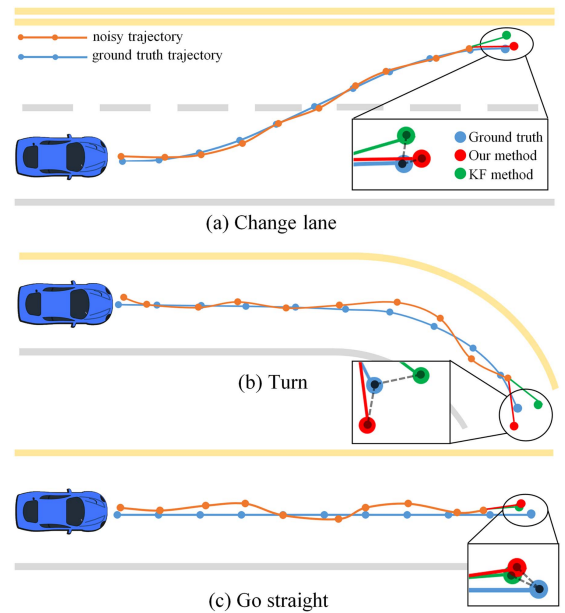 noisy trajectory
ground truth trajectory
Ground truth
Our method
KF method
(a) Change lane
(b) Turn
(c) Go straight